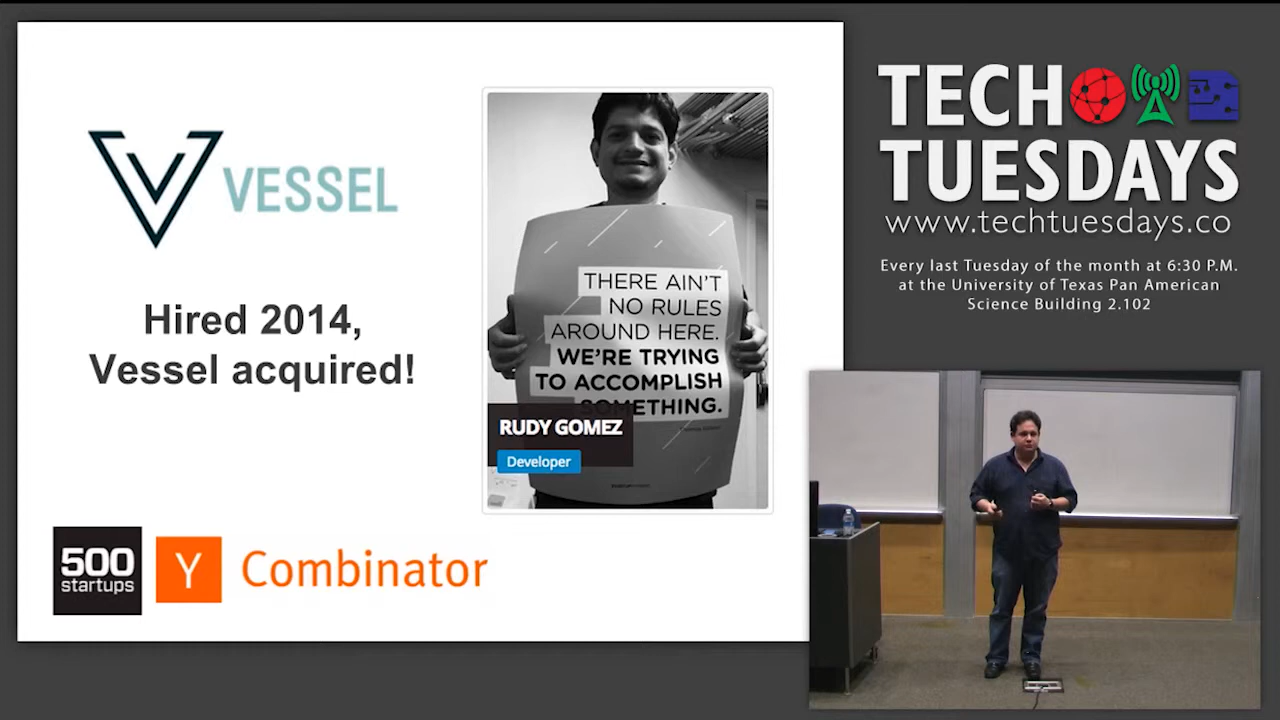 VESSEL
Hired 2014,
Vessel acquired!
THERE AIN'T
NO RULES
AROUND HERE.
WE'RE TRYING
TO ACCOMPLISH
SOMETHING.
RUDY GOMEZ
Developer
500
startups
Y Combinator
TECH
TUESDAYS
www.techtuesdays.co
Every last Tuesday of the month at 6:30 P.M.
at the University of Texas Pan American
Science Building 2.102